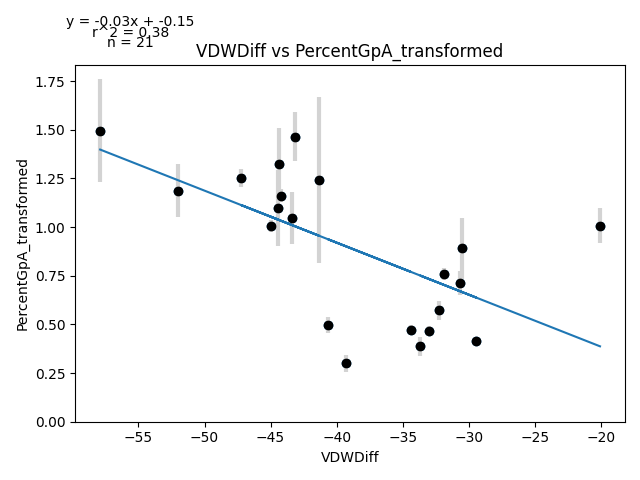 y = -0.03x + -0.15
r^2 = 0.38
n = 21
VDWDiff vs PercentGpA_transformed
1.75
1.50
1.25
1.00
0.75
0.50
0.25
0.00
PercentGpA_transformed
−55
−50
−45
−40
−35
−30
−25
−20
VDWDiff